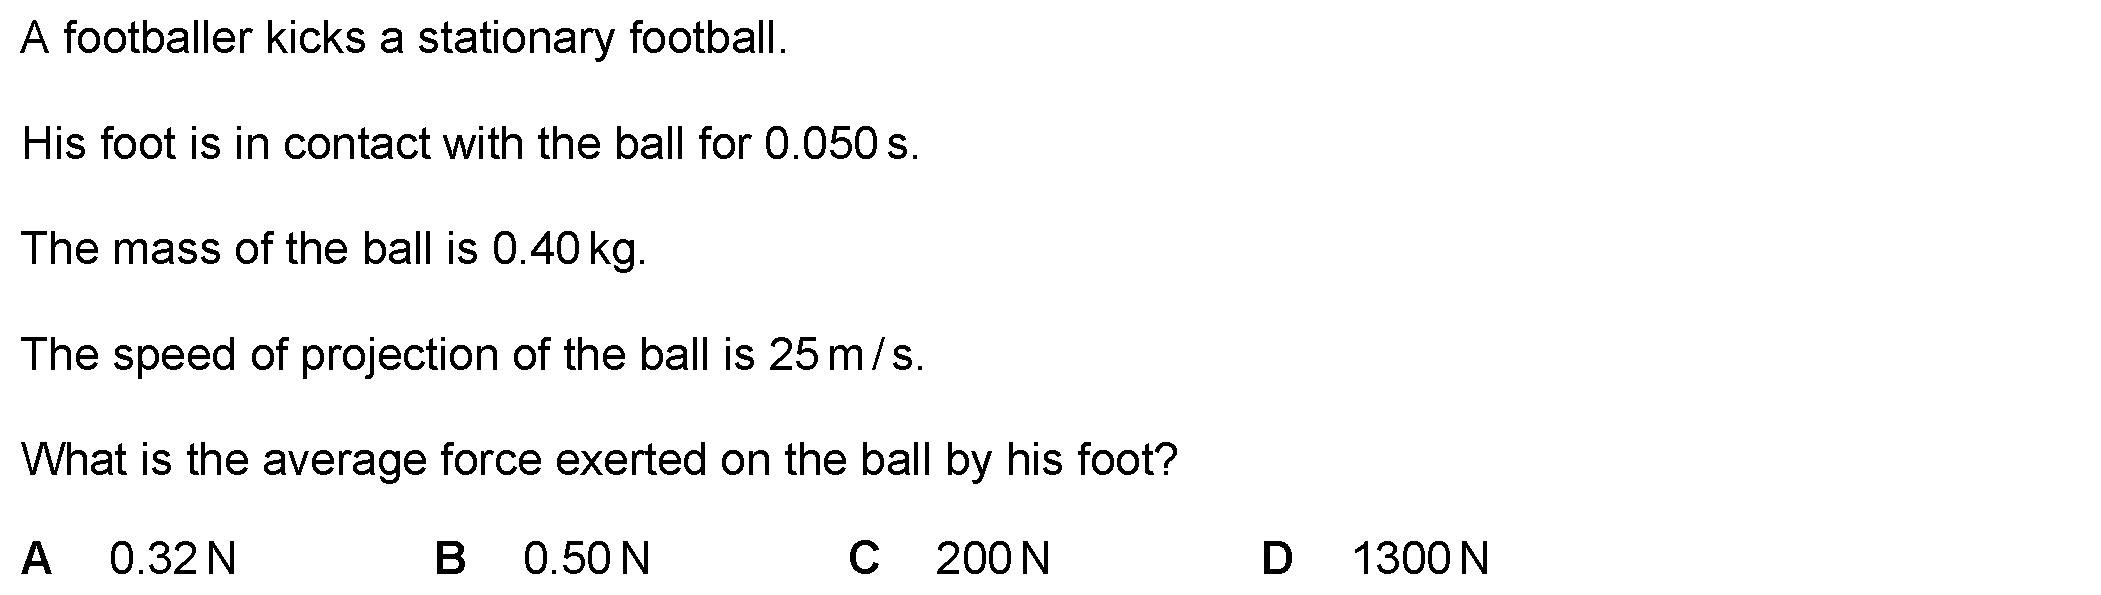 A footballer kicks a stationary football.
His foot is in contact with the ball for 0.050 s.
The mass of the ball is 0.40 kg.
The speed of projection of the ball is 25 m / s.
What is the average force exerted on the ball by his foot?
A 0.32 N B 0.50 N C 200 N D 1300 N